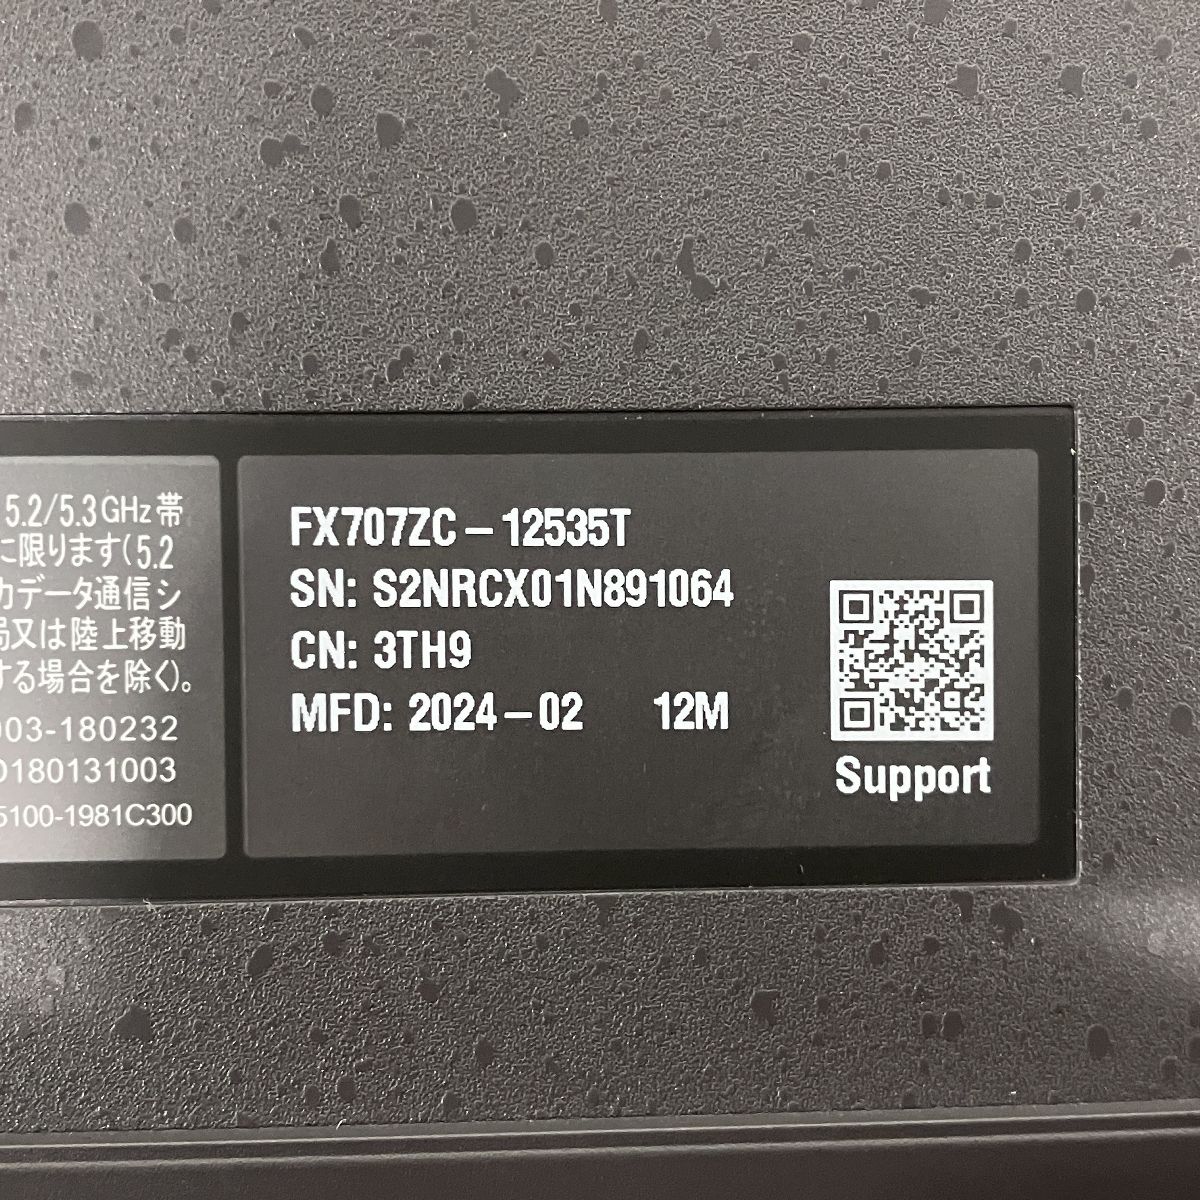 5.2/5.3GHz帯
に限ります(5.2
力データ通信シ
局又は陸上移動
する場合を除く)。
003-180232
D180131003
5100-1981C300
FX707ZC-12535T
SN: S2NRCX01N891064
CN: 3TH9
MFD: 2024-02 12M
Support